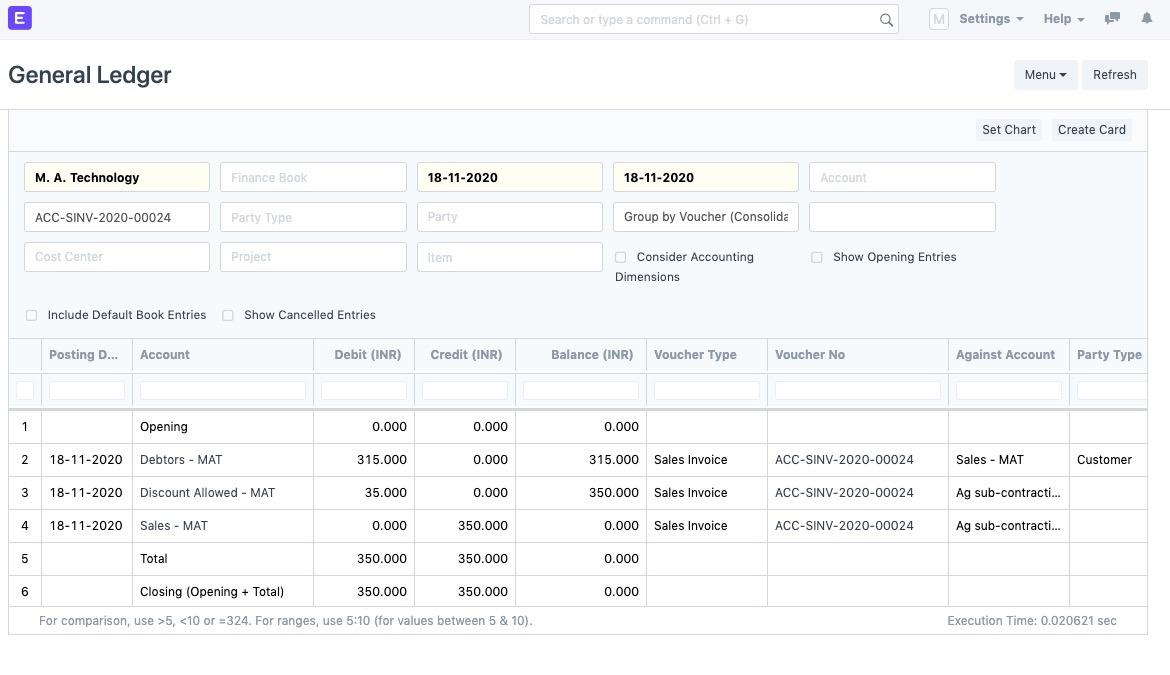 E
Search or type a command (Ctrl + G)
M
Settings
Help
General Ledger
Menu
Refresh
Set Chart
Create Card
M. A. Technology
Finance Book
18-11-2020
18-11-2020
Account
ACC-SINV-2020-00024
Party Type
Party
Group by Voucher (Consolida
Cost Center
Project
Item
Consider Accounting
Dimensions
Show Opening Entries
Include Default Book Entries
Show Cancelled Entries
Posting D... Account Debit (INR) Credit (INR) Balance (INR) Voucher Type Voucher No Against Account Party Type
1 Opening 0.000 0.000 0.000
2 18-11-2020 Debtors - MAT 315.000 0.000 315.000 Sales Invoice ACC-SINV-2020-00024 Sales - MAT Customer
3 18-11-2020 Discount Allowed - MAT 35.000 0.000 350.000 Sales Invoice ACC-SINV-2020-00024 Ag sub-contracti...
4 18-11-2020 Sales - MAT 0.000 350.000 0.000 Sales Invoice ACC-SINV-2020-00024 Ag sub-contracti...
5 Total 350.000 350.000 0.000
6 Closing (Opening + Total) 350.000 350.000 0.000
For comparison, use >5, <10 or =324. For ranges, use 5:10 (for values between 5 & 10).
Execution Time: 0.020621 sec